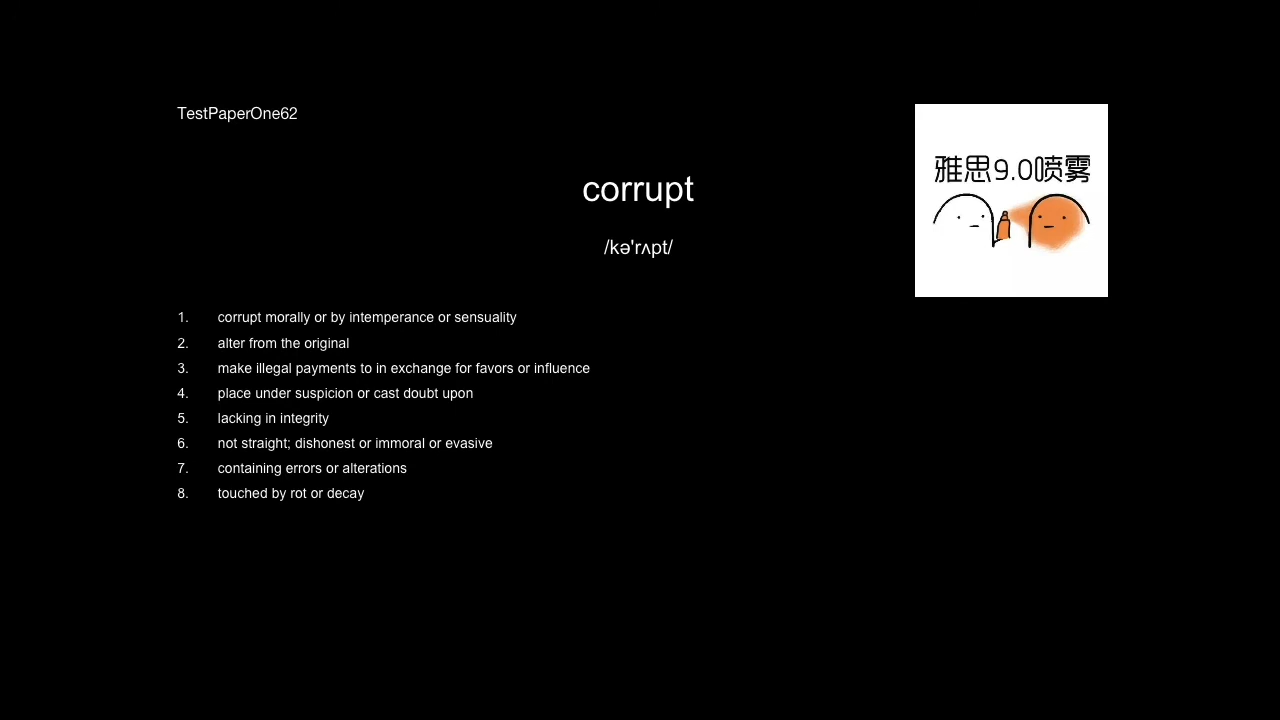 TestPaperOne62
雅思9.0喷雾
corrupt
/kə'rʌpt/
1. corrupt morally or by intemperance or sensuality
2. alter from the original
3. make illegal payments to in exchange for favors or influence
4. place under suspicion or cast doubt upon
5. lacking in integrity
6. not straight; dishonest or immoral or evasive
7. containing errors or alterations
8. touched by rot or decay